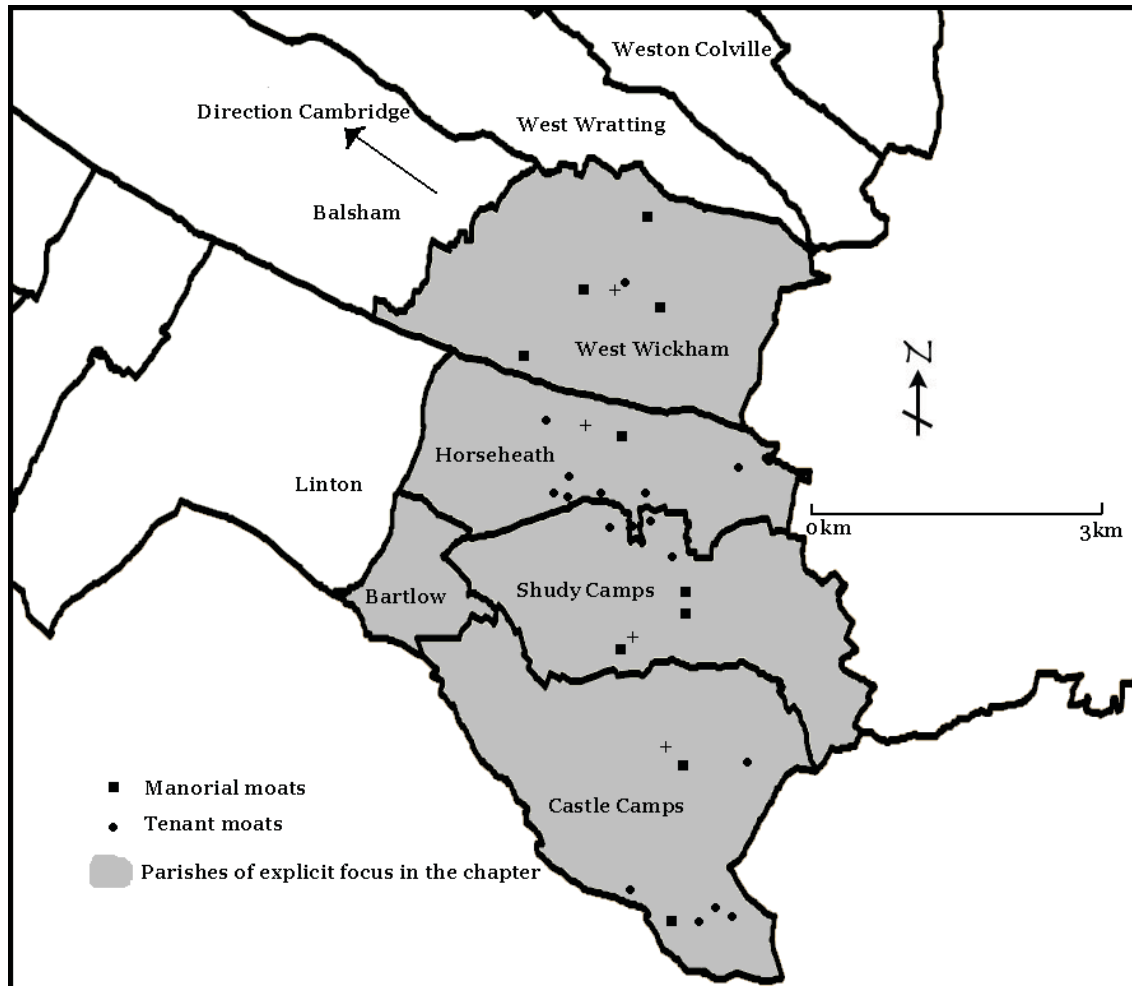 Weston Colville
Direction Cambridge
West Wratting
Balsham
West Wickham
N
Horseheath
Linton
0km
3km
Shudy Camps
Bartlow
Manorial moats
Castle Camps
Tenant moats
Parishes of explicit focus in the chapter